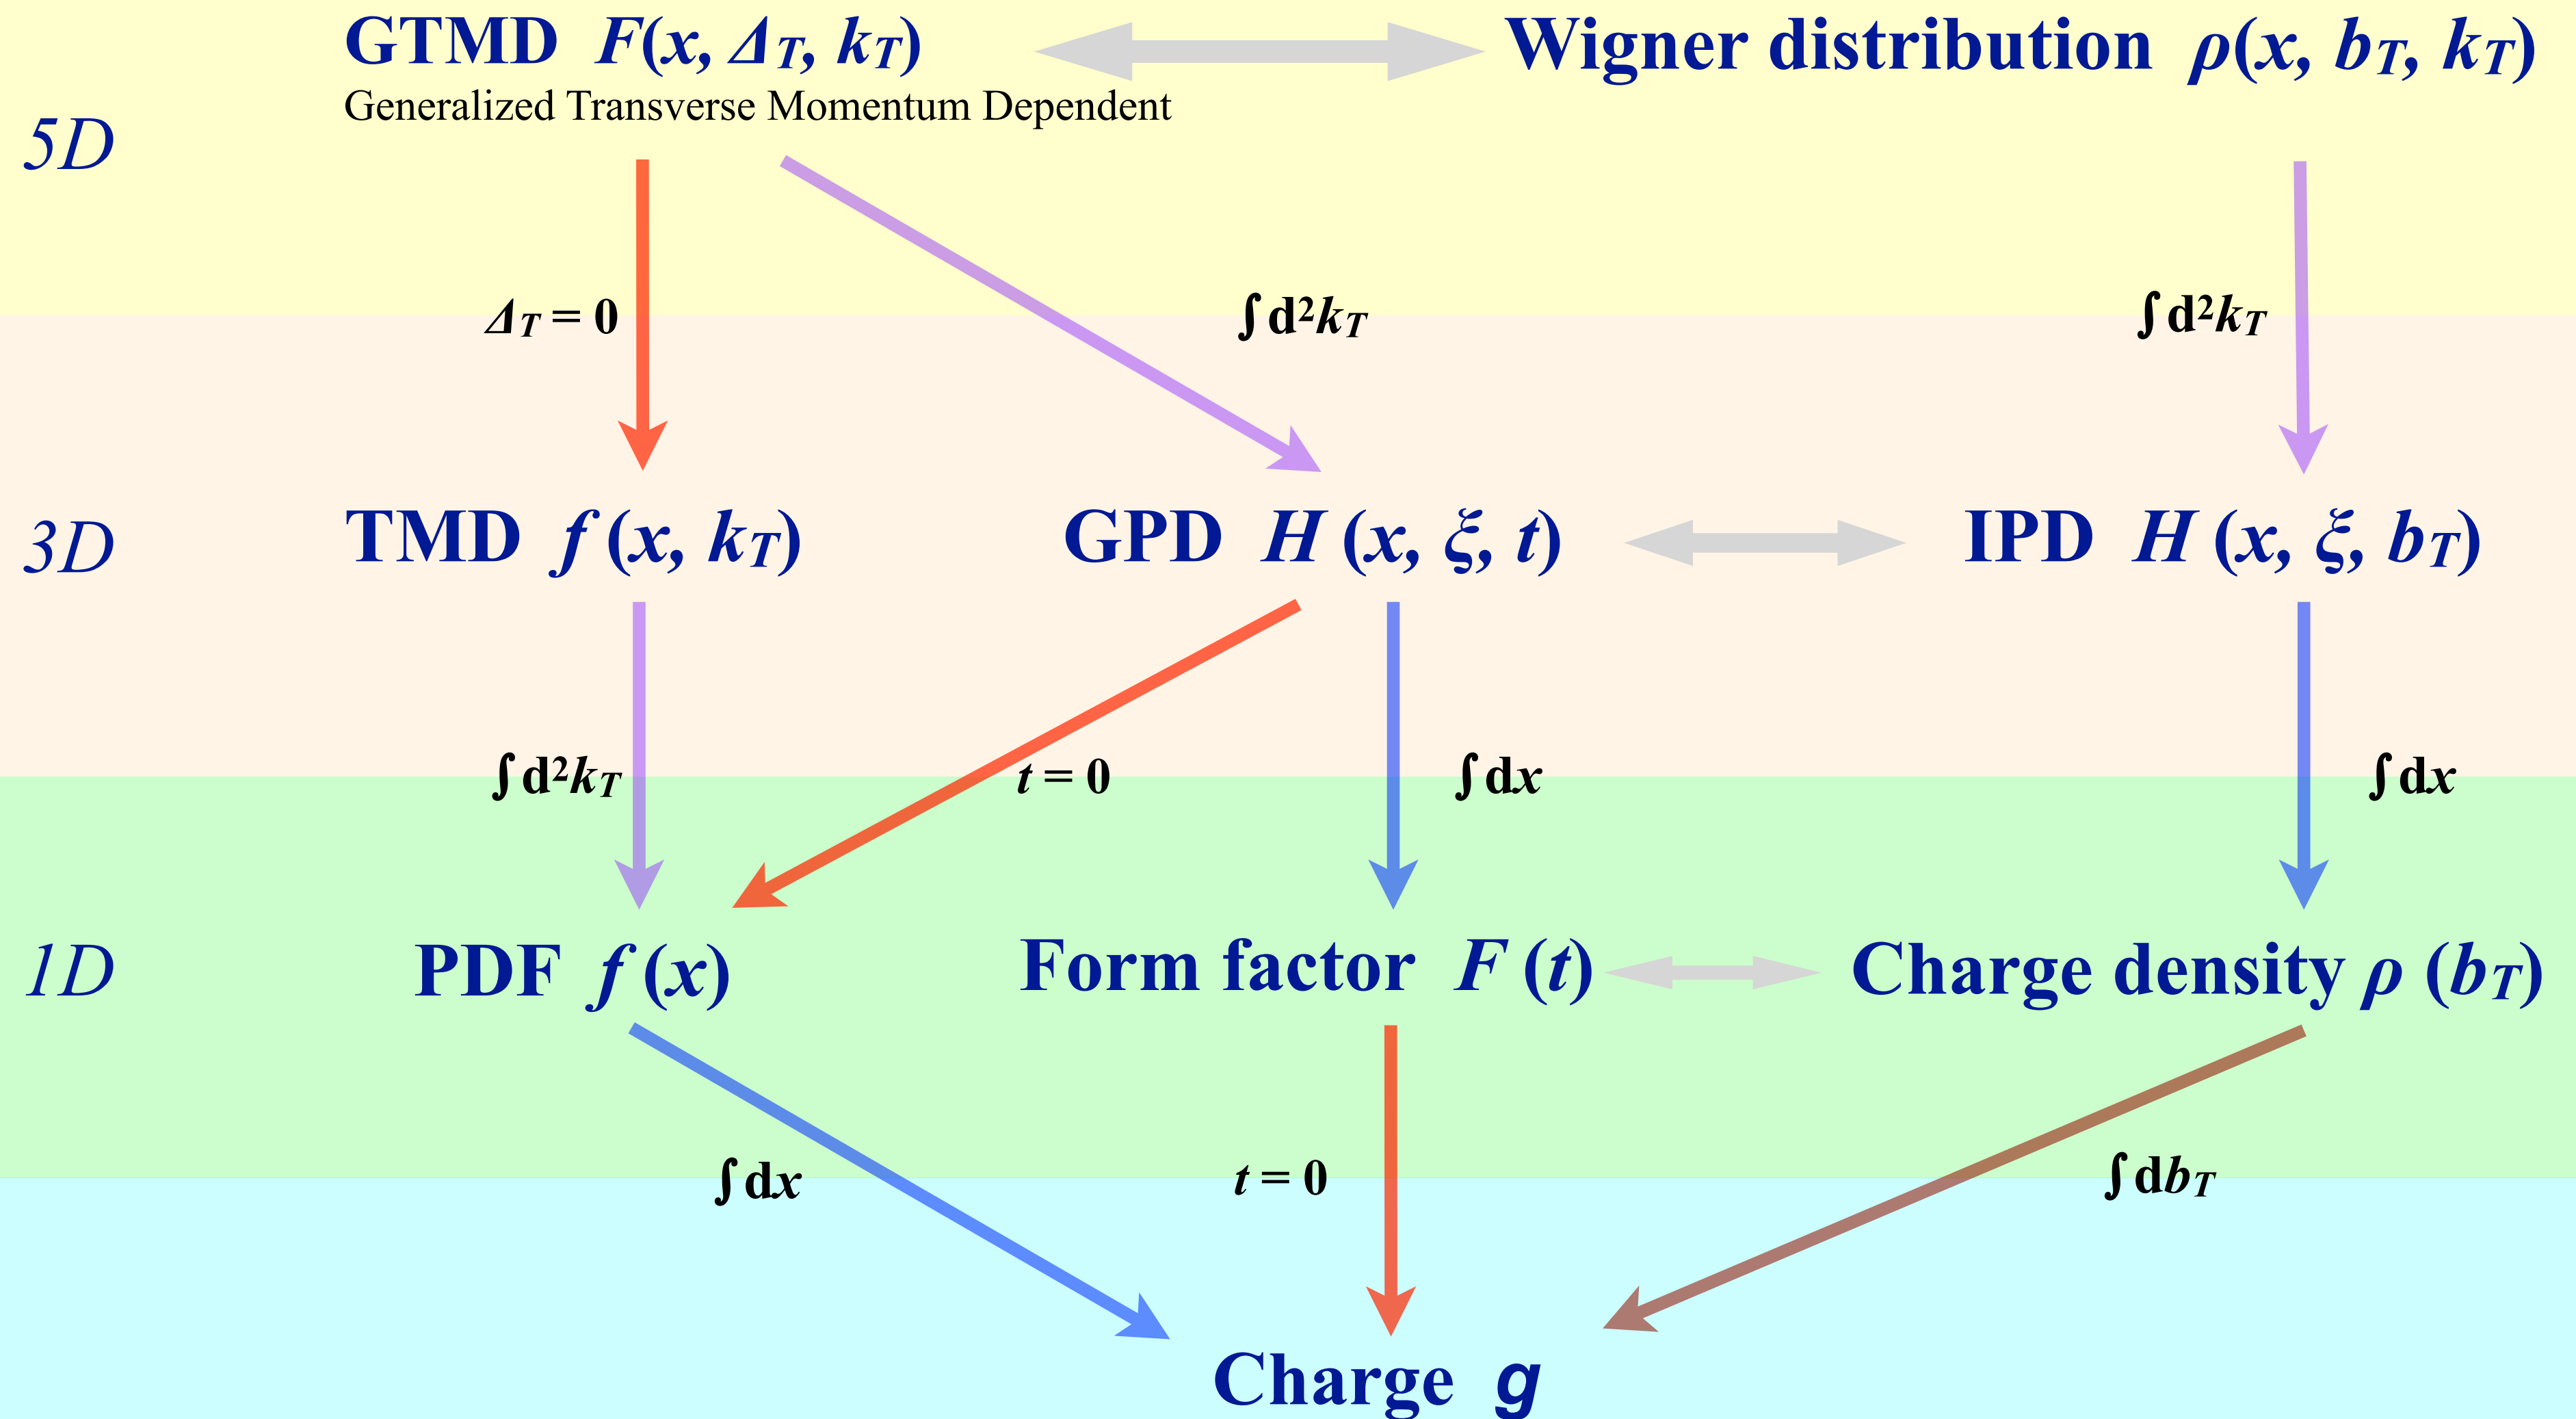 GTMD F(x, ΔT, kT)
Wigner distribution ρ(x, bT, kT)
Generalized Transverse Momentum Dependent
5D
ΔT = 0
∫d²kT
∫d²kT
3D
TMD f (x, kT)
GPD H (x, ξ, t)
IPD H (x, ξ, bT)
∫d²kT
t = 0
∫dx
∫dx
1D
PDF f (x)
Form factor F (t)
Charge density ρ (bT)
∫dx
t = 0
∫dbT
Charge g